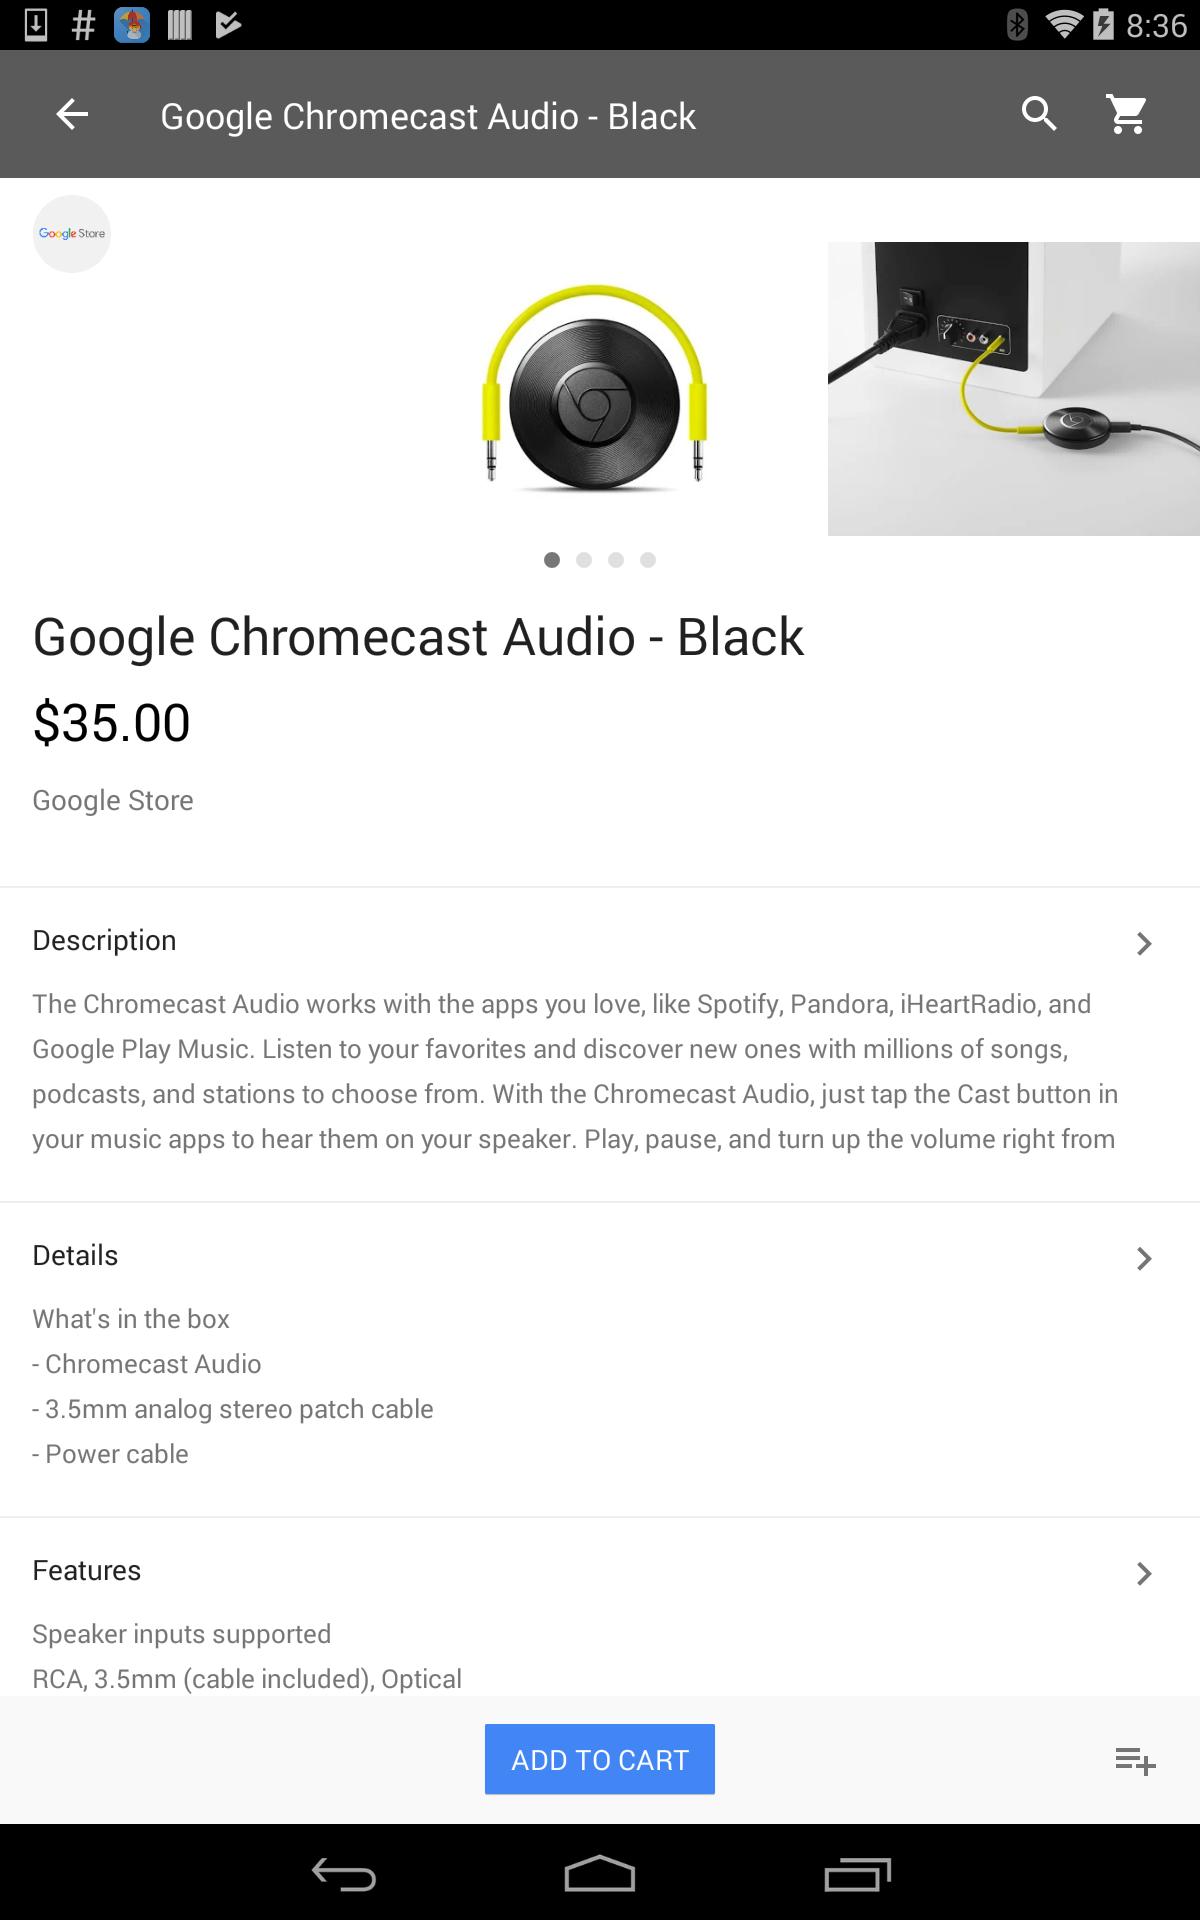 8:36
Google Chromecast Audio - Black
Google Store
Google Chromecast Audio - Black
$35.00
Google Store
Description
The Chromecast Audio works with the apps you love, like Spotify, Pandora, iHeartRadio, and
Google Play Music. Listen to your favorites and discover new ones with millions of songs,
podcasts, and stations to choose from. With the Chromecast Audio, just tap the Cast button in
your music apps to hear them on your speaker. Play, pause, and turn up the volume right from
Details
What's in the box
- Chromecast Audio
- 3.5mm analog stereo patch cable
- Power cable
Features
Speaker inputs supported
RCA, 3.5mm (cable included), Optical
ADD TO CART